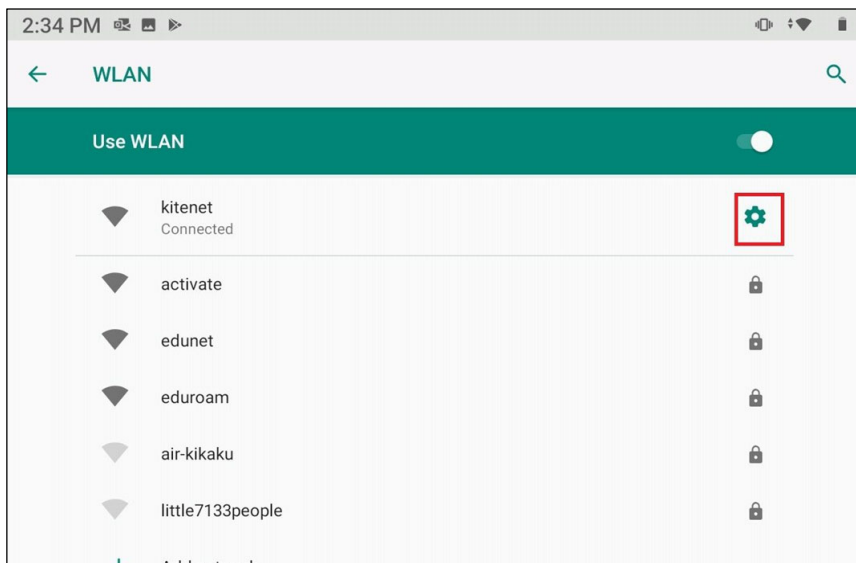 2:34 PM
WLAN
Use WLAN
kitenet
Connected
activate
edunet
eduroam
air-kikaku
little7133people